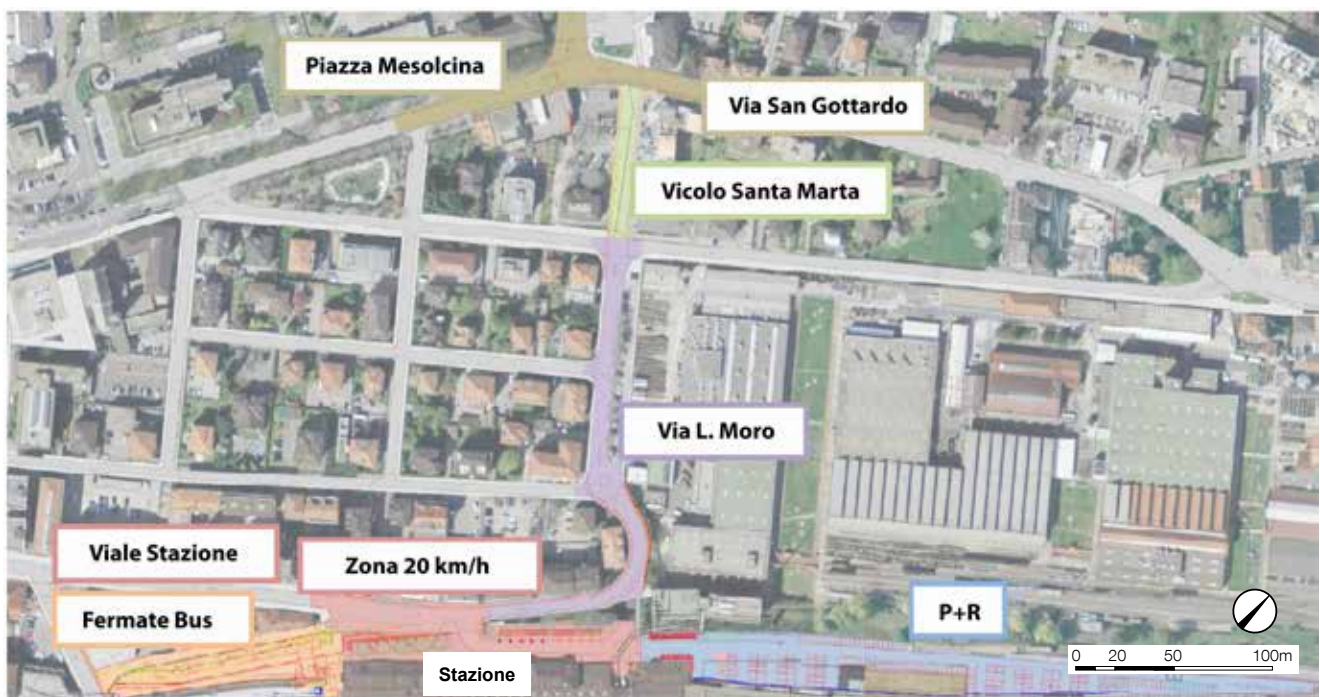 Piazza Mesolcina
Via San Gottardo
Vicolo Santa Marta
Via L. Moro
Viale Stazione
Zona 20 km/h
Fermate Bus
P+R
Stazione
0 20 50 100m